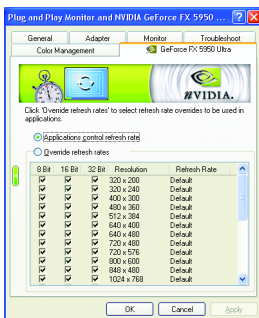 Plug and Play Monitor and NVIDIA GeForce FX 5950 ...
General Adapter Monitor Troubleshoot
Color Management GeForce FX 5950 Ultra
NVIDIA.
Click 'Override refresh rates' to select refresh rate overrides to be used in
applications.
Applications control refresh rate
Override refresh rates
8 Bit 16 Bit 32 Bit Resolution Refresh Rate
320 x 200 Default
320 x 240 Default
400 x 300 Default
480 x 360 Default
512 x 384 Default
640 x 400 Default
640 x 480 Default
720 x 480 Default
720 x 576 Default
800 x 600 Default
848 x 480 Default
1024 x 768 Default
OK Cancel Apply